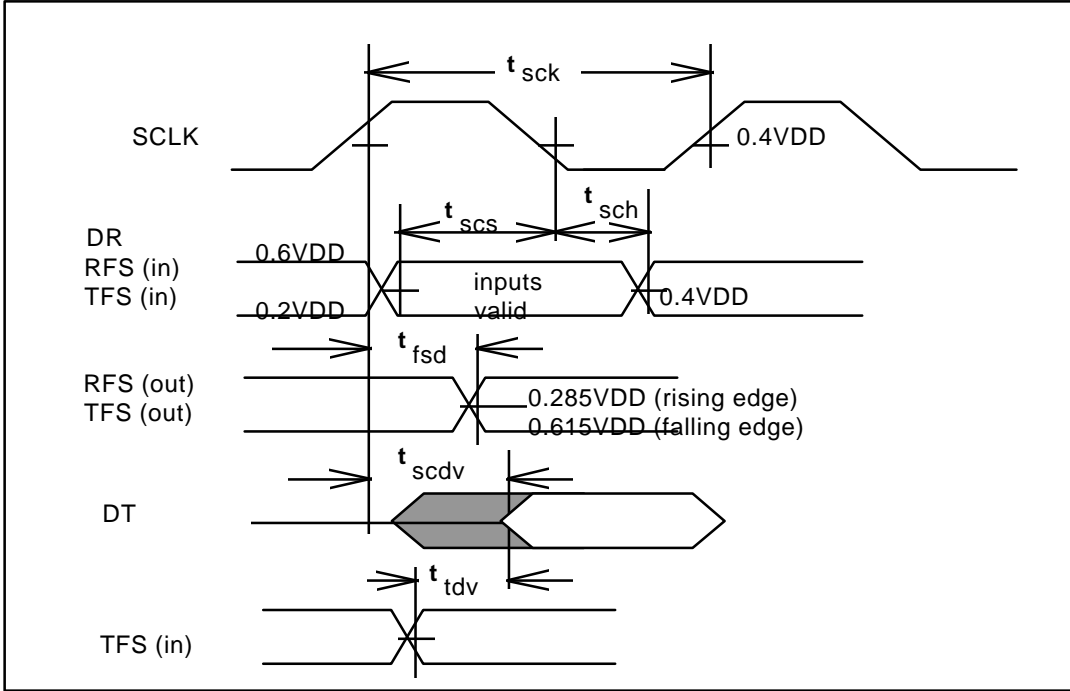 t sck
SCLK
0.4VDD
t scs
t sch
DR
RFS (in)
TFS (in)
0.6VDD
0.2VDD
inputs
valid
0.4VDD
t fsd
RFS (out)
TFS (out)
0.285VDD (rising edge)
0.615VDD (falling edge)
t scdv
DT
t tdv
TFS (in)